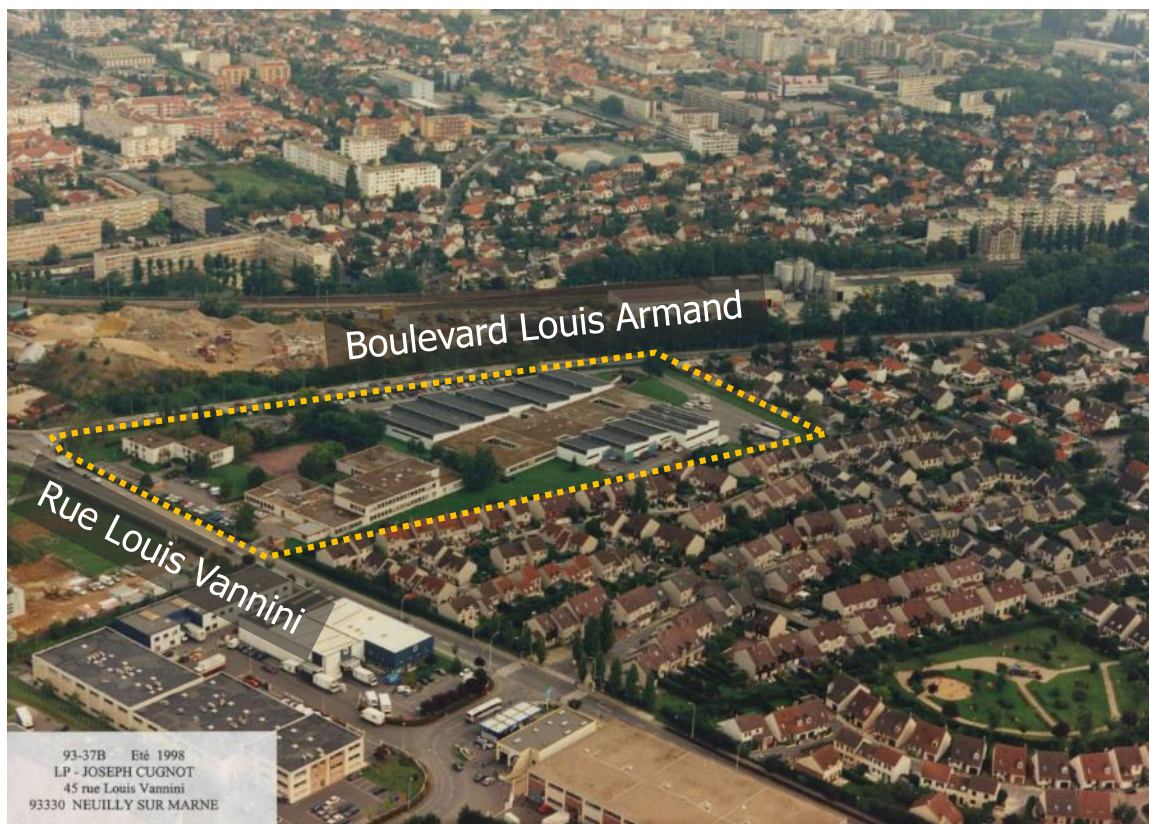 Boulevard Louis Armand
Rue Louis Vannini
93-37B Eté 1998
LP - JOSEPH CUGNOT
45 rue Louis Vannini
93330 NEUILLY SUR MARNE